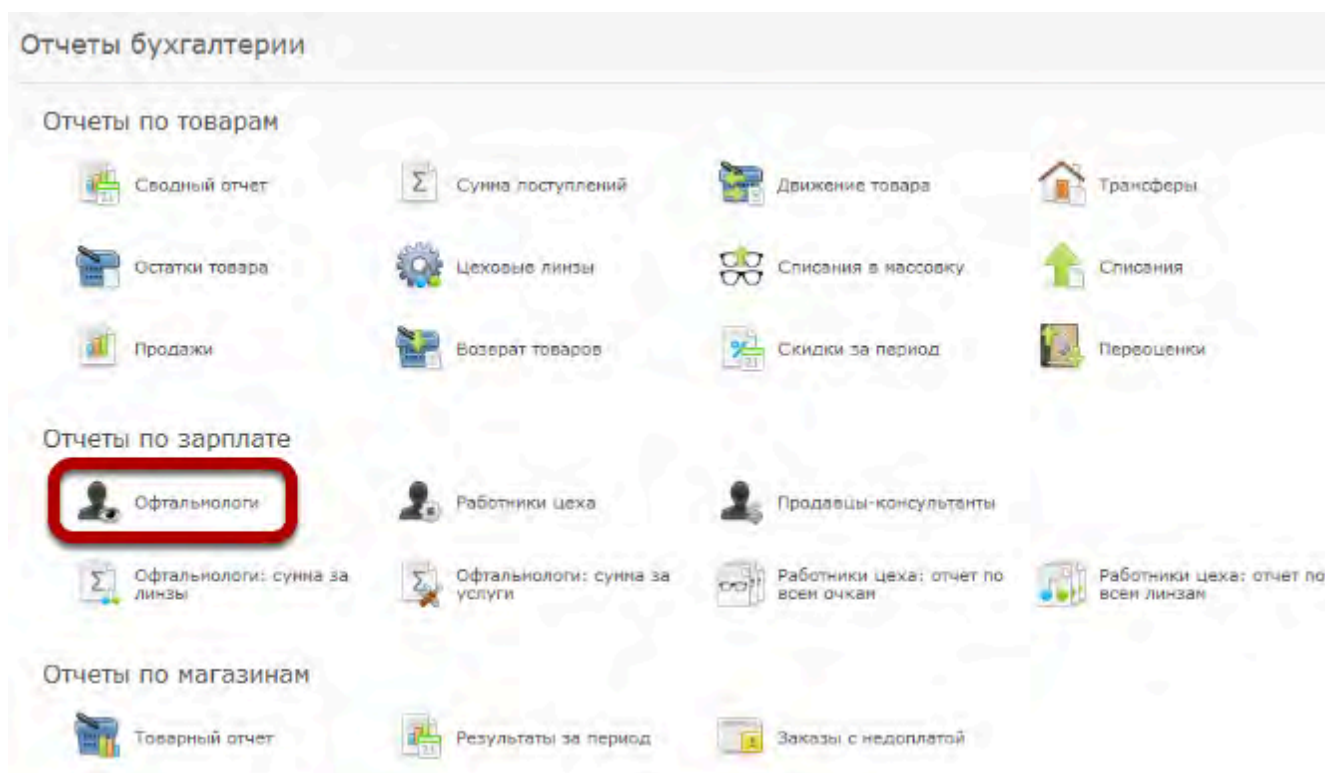 Отчеты бухгалтерии
Отчеты по товарам
Сводный отчет
Сумма поступлений
Движение товара
Трансферы
Остатки товара
Цеховые линзы
Списания в массовку
Списания
Продажи
Возврат товаров
Скидки за период
Переоценки
Отчеты по зарплате
Офтальмологи
Работники цеха
Продавцы-консультанты
Офтальмологи: сумма за
линзы
Офтальмологи: сумма за
услуги
Работники цеха: отчет по
всем очкам
Работники цеха: отчет по
всем линзам
Отчеты по магазинам
Товарный отчет
Результаты за период
Заказы с недоплатой